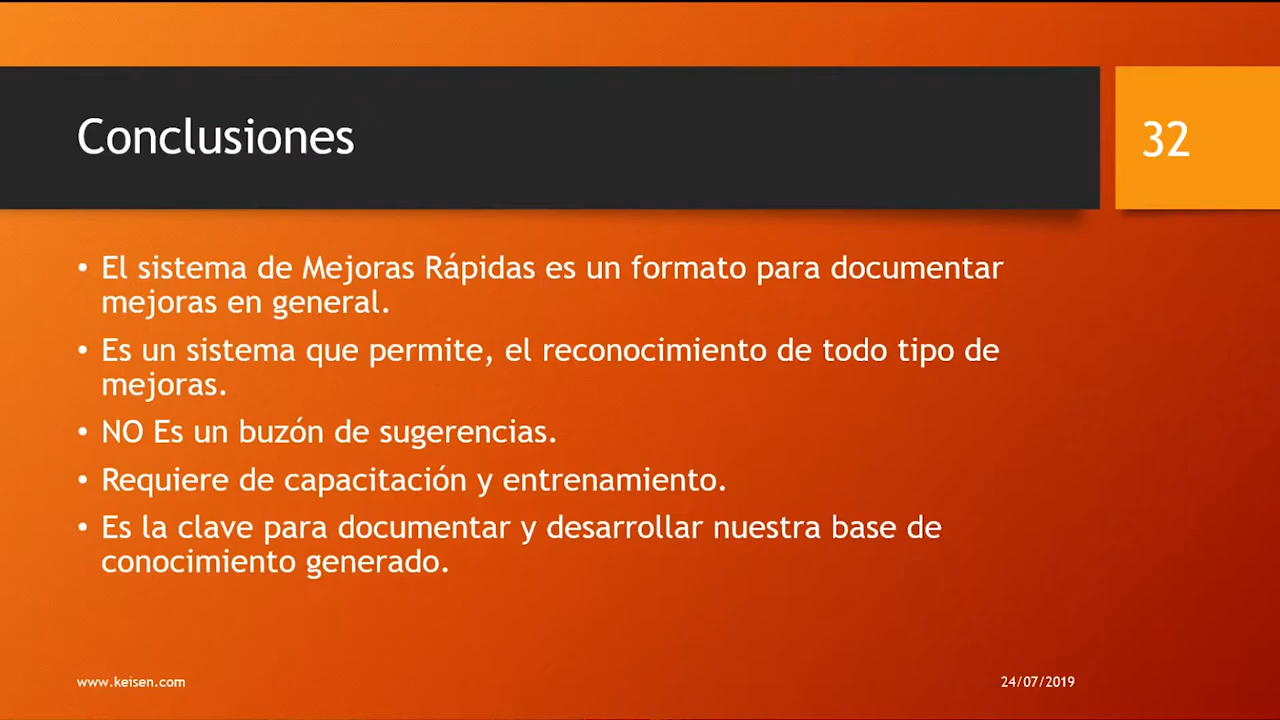 Conclusiones
32
• El sistema de Mejoras Rápidas es un formato para documentar
mejoras en general.
• Es un sistema que permite, el reconocimiento de todo tipo de
mejoras.
• NO Es un buzón de sugerencias.
• Requiere de capacitación y entrenamiento.
• Es la clave para documentar y desarrollar nuestra base de
conocimiento generado.
www.keisen.com
24/07/2019